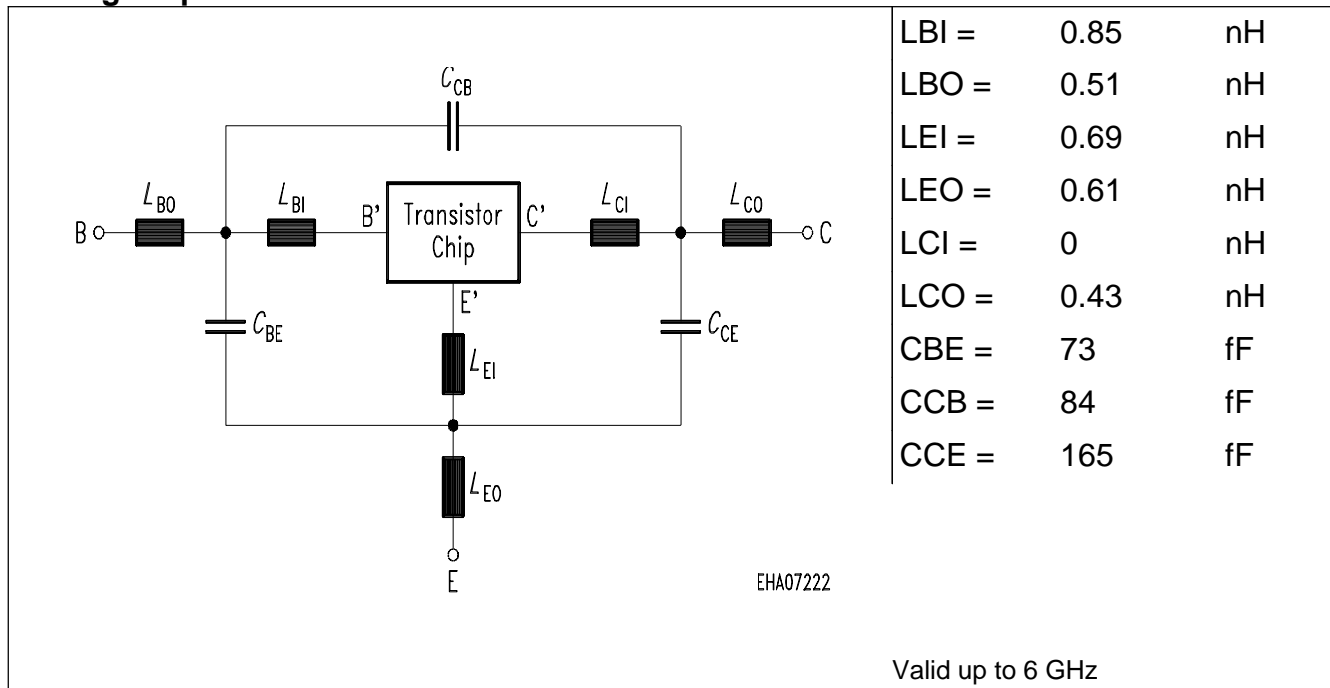 C_CB
L_BO
L_BI
B'
Transistor
Chip
C'
L_CI
L_CO
B
C
E'
C_BE
C_CE
L_EI
L_EO
E
EHA07222
LBI = 0.85 nH
LBO = 0.51 nH
LEI = 0.69 nH
LEO = 0.61 nH
LCI = 0 nH
LCO = 0.43 nH
CBE = 73 fF
CCB = 84 fF
CCE = 165 fF
Valid up to 6 GHz